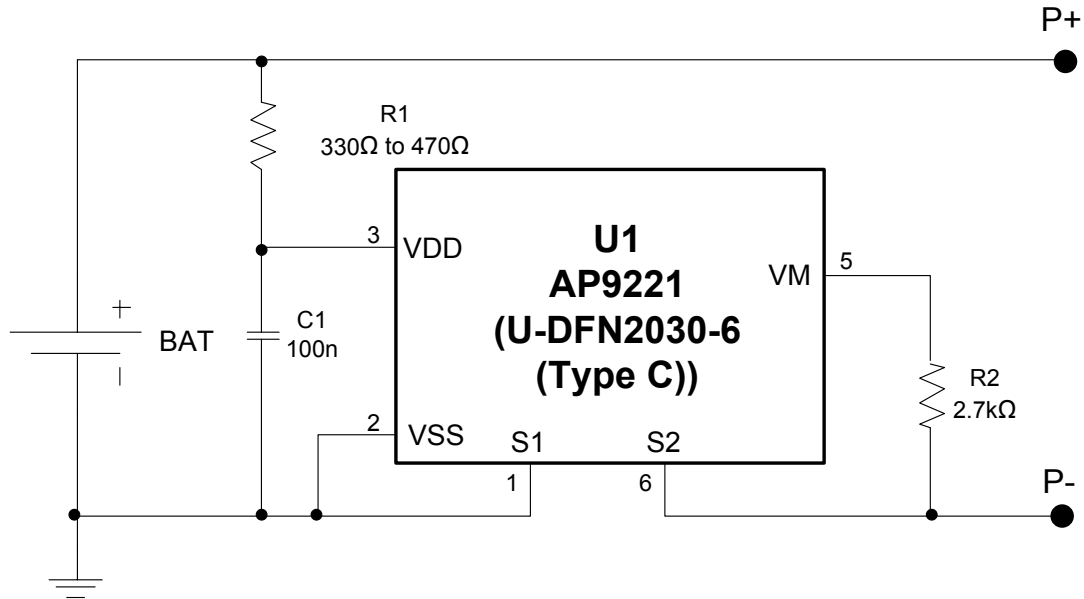 P+
R1
330Ω to 470Ω
3
VDD
U1
AP9221
(U-DFN2030-6
(Type C))
VM
5
+
BAT
C1
100n
R2
2.7kΩ
2
VSS
S1
S2
1
6
P-